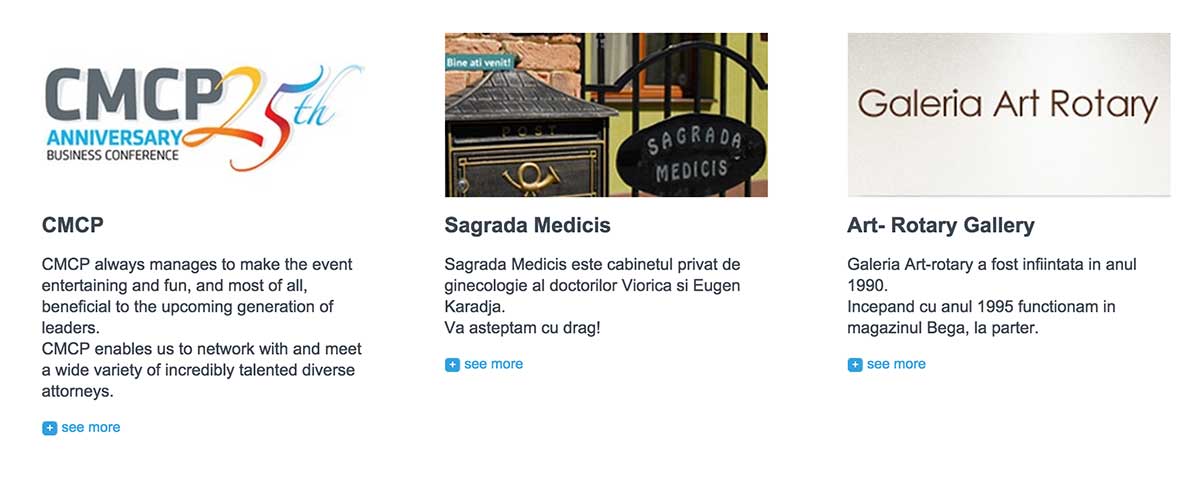 CMCP 25th
ANNIVERSARY
BUSINESS CONFERENCE
CMCP
CMCP always manages to make the event
entertaining and fun, and most of all,
beneficial to the upcoming generation of
leaders.
CMCP enables us to network with and meet
a wide variety of incredibly talented diverse
attorneys.
see more
Bine ati venit!
POST
SAGRADA
MEDICIS
Sagrada Medicis
Sagrada Medicis este cabinetul privat de
ginecologie al doctorilor Viorica si Eugen
Karadja.
Va asteptam cu drag!
see more
Galeria Art Rotary
Art- Rotary Gallery
Galeria Art-rotary a fost infiintata in anul
1990.
Incepand cu anul 1995 functionam in
magazinul Bega, la parter.
see more